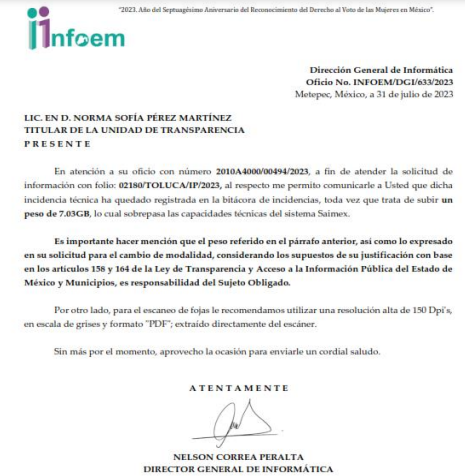 "2023. Año del Septuagésimo Aniversario del Reconocimiento del Derecho al Voto de las Mujeres en México".
infoem
Dirección General de Informática
Oficio No. INFOEM/DGI/633/2023
Metepec, México, a 31 de julio de 2023
LIC. EN D. NORMA SOFÍA PÉREZ MARTÍNEZ
TITULAR DE LA UNIDAD DE TRANSPARENCIA
P R E S E N T E
En atención a su oficio con número 2010A4000/00494/2023, a fin de atender la solicitud de
información con folio: 02180/TOLUCA/IP/2023, al respecto me permito comunicarle a Usted que dicha
incidencia técnica ha quedado registrada en la bitácora de incidencias, toda vez que trata de subir un
peso de 7.03GB, lo cual sobrepasa las capacidades técnicas del sistema Saimex.
Es importante hacer mención que el peso referido en el párrafo anterior, así como lo expresado
en su solicitud para el cambio de modalidad, considerando los supuestos de su justificación con base
en los artículos 158 y 164 de la Ley de Transparencia y Acceso a la Información Pública del Estado de
México y Municipios, es responsabilidad del Sujeto Obligado.
Por otro lado, para el escaneo de fojas le recomendamos utilizar una resolución alta de 150 Dpi's,
en escala de grises y formato "PDF"; extraído directamente del escáner.
Sin más por el momento, aprovecho la ocasión para enviarle un cordial saludo.
A T E N T A M E N T E
NELSON CORREA PERALTA
DIRECTOR GENERAL DE INFORMÁTICA